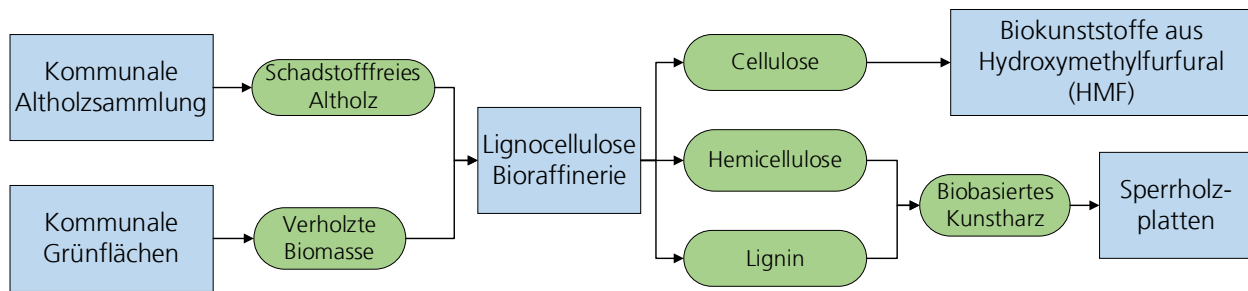 Kommunale
Altholzsammlung
Schadstofffreies
Altholz
Kommunale
Grünflächen
Verholzte
Biomasse
Lignocellulose
Bioraffinerie
Cellulose
Hemicellulose
Lignin
Biokunststoffe aus
Hydroxymethylfurfural
(HMF)
Biobasiertes
Kunstharz
Sperrholz-
platten